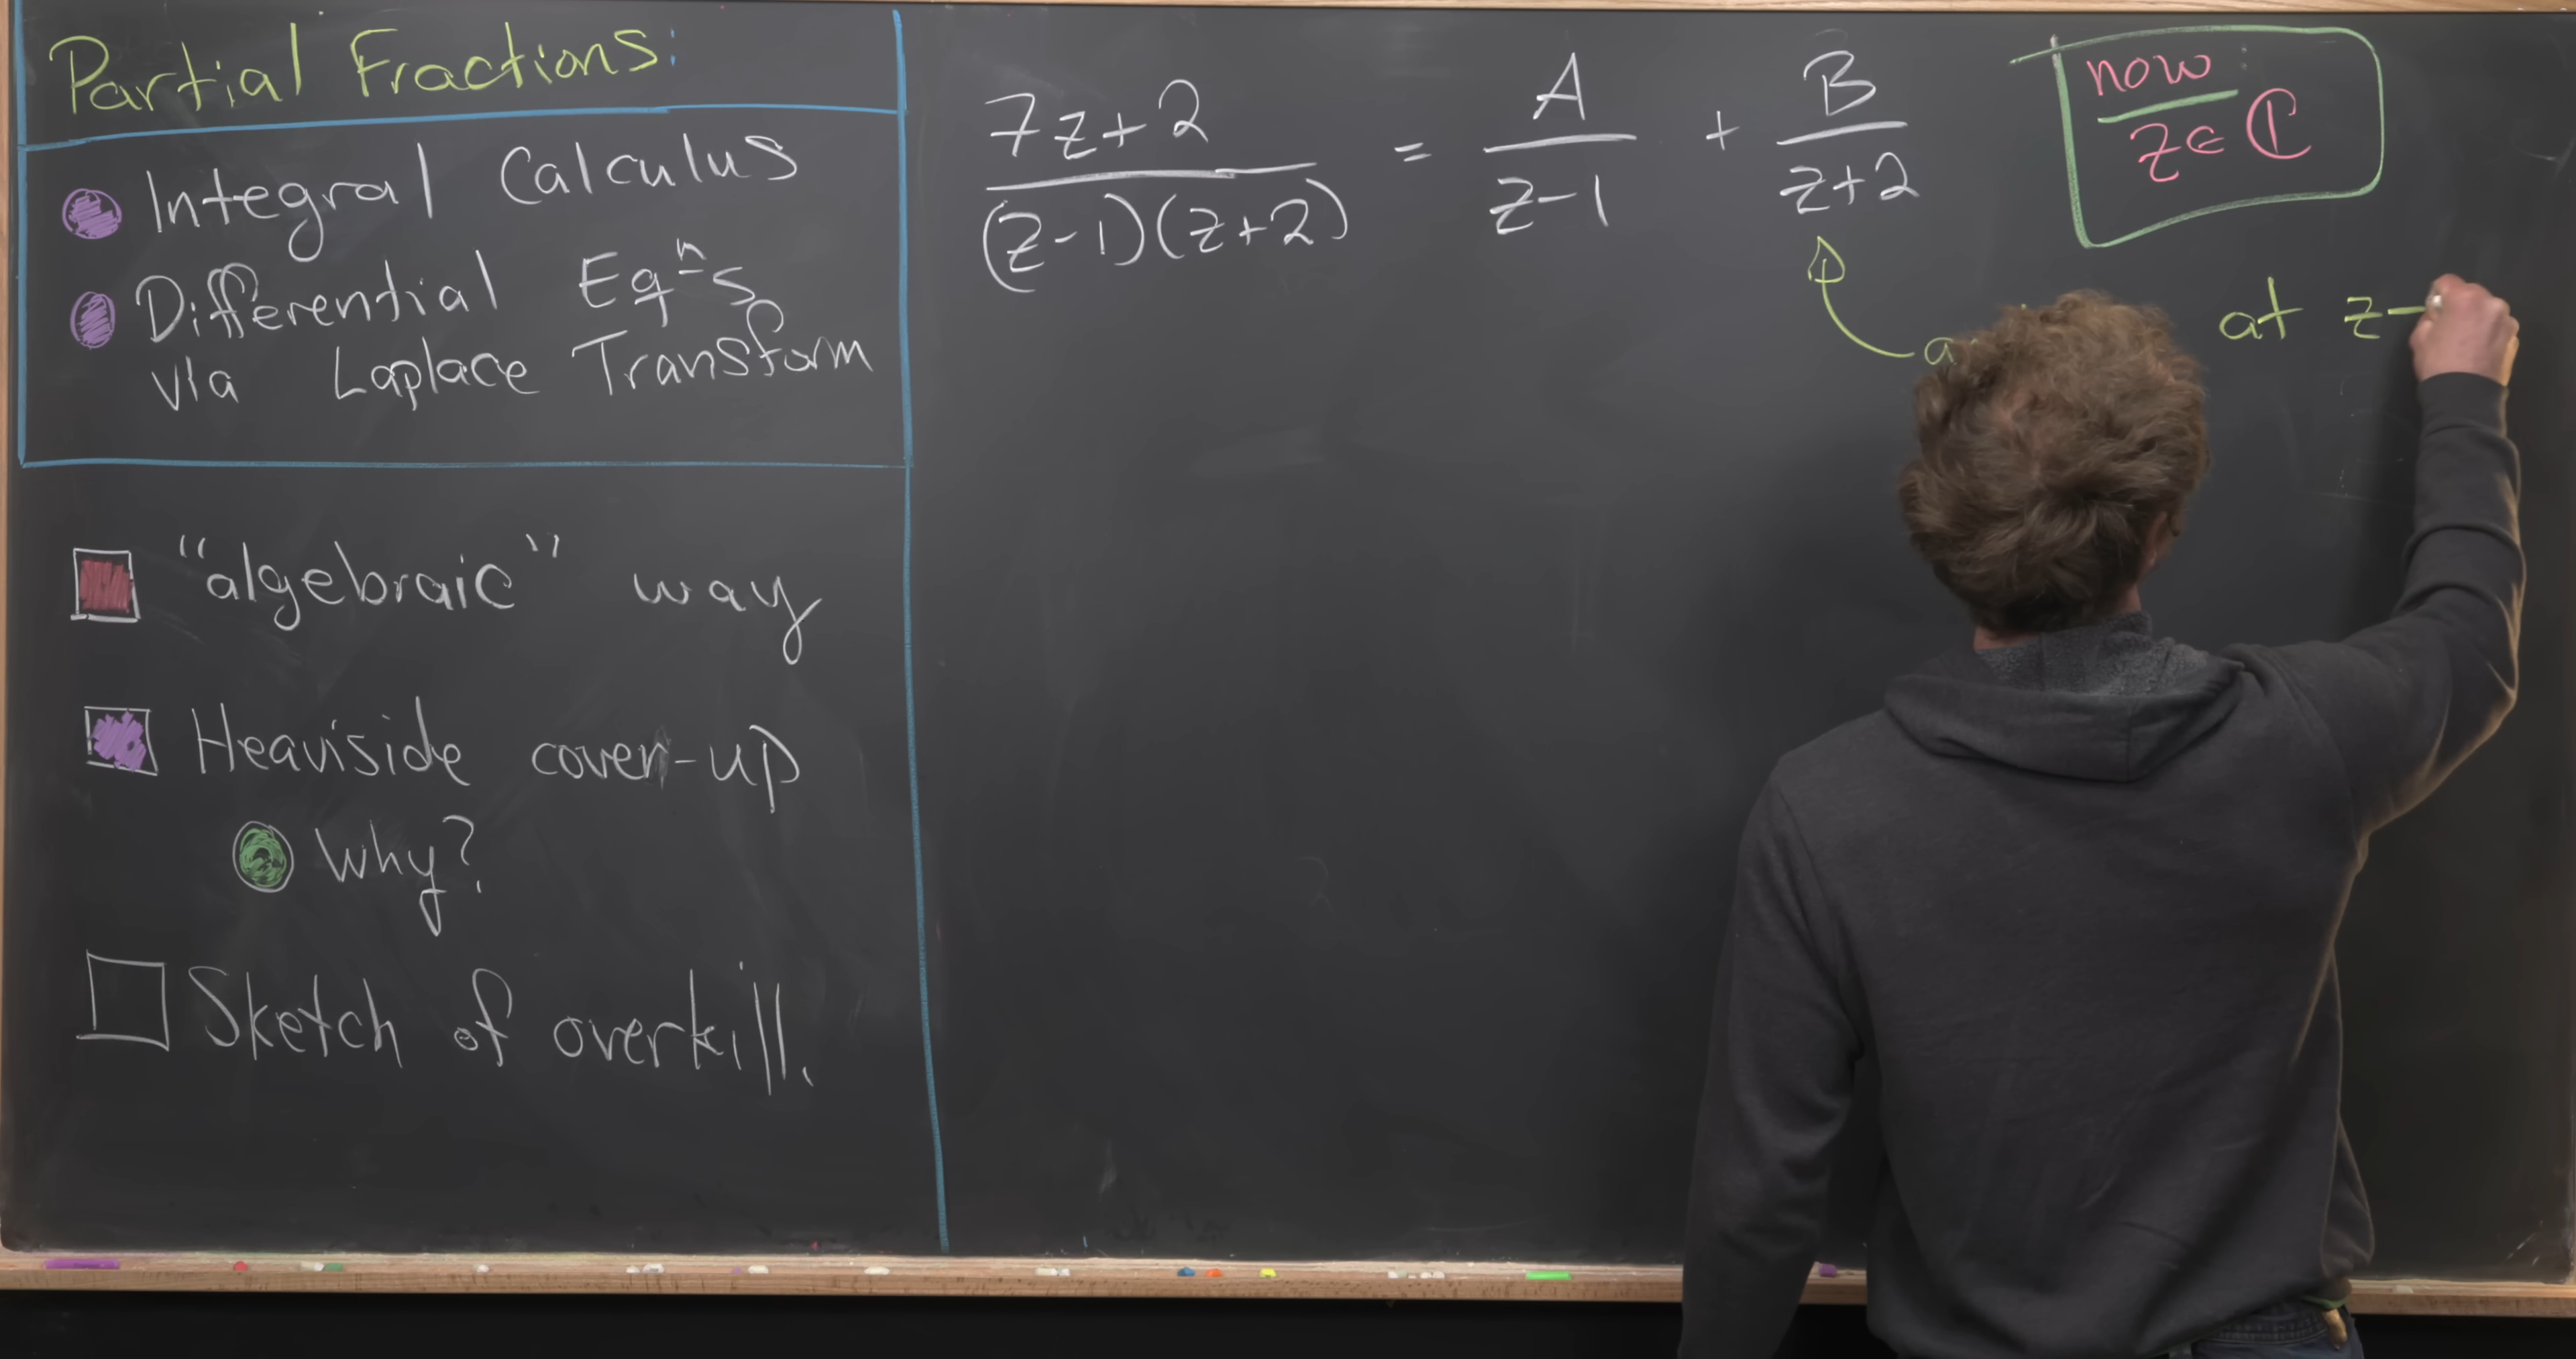 Partial Fractions:
Integral Calculus
Differential Eqⁿs
via Laplace Transform
"algebraic" way
Heaviside cover-up
Why?
Sketch of overkill.
7z+2 / (z-1)(z+2) = A / z-1 + B / z+2
now:
z ∈ ℂ
at z